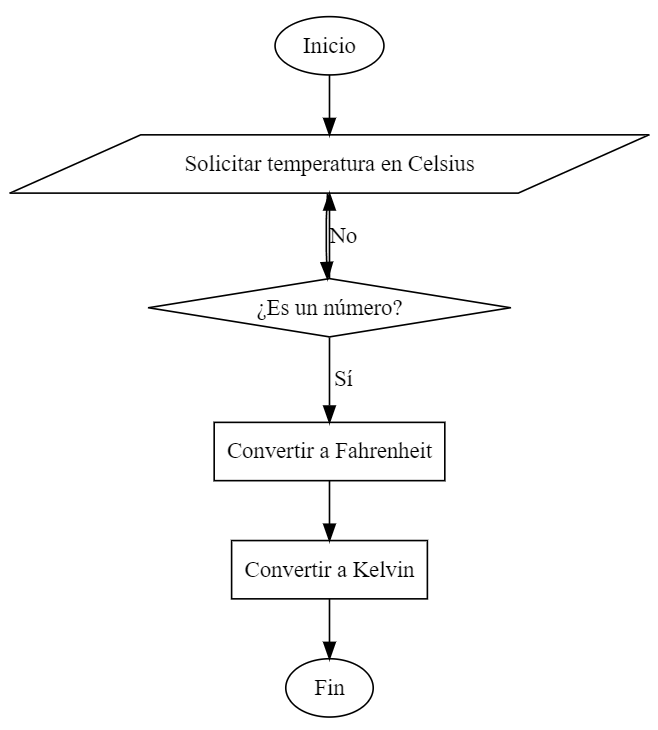 Inicio
Solicitar temperatura en Celsius
No
¿Es un número?
Sí
Convertir a Fahrenheit
Convertir a Kelvin
Fin